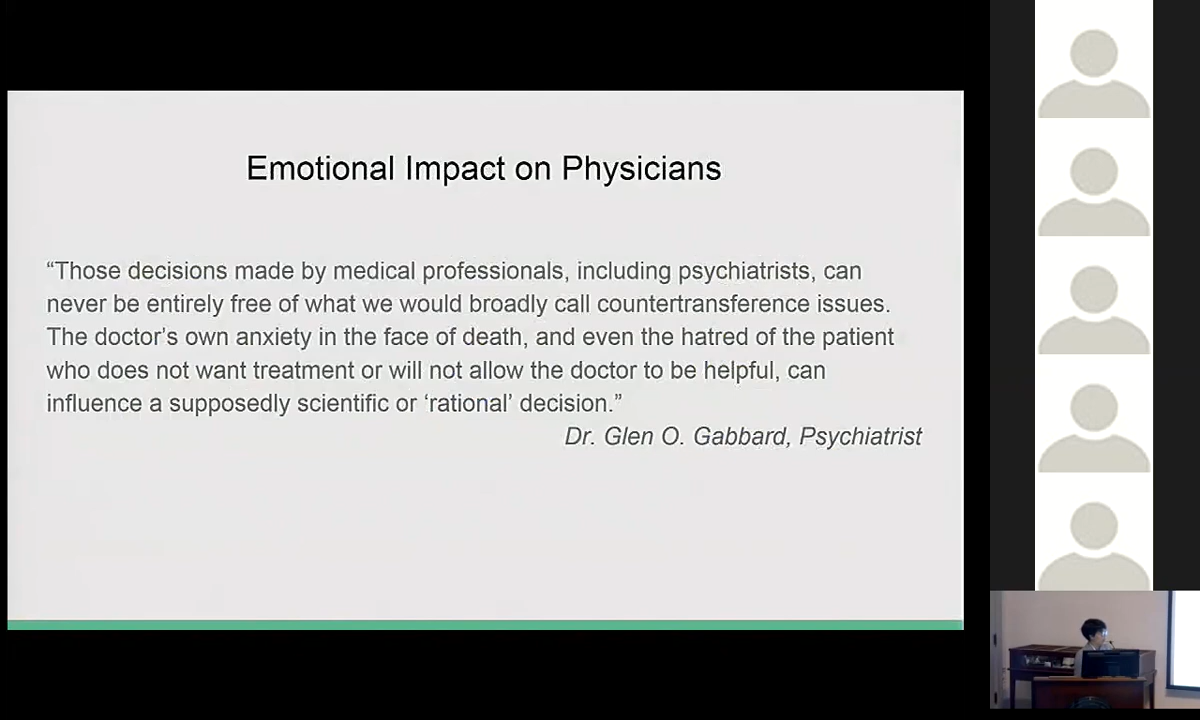 Emotional Impact on Physicians
“Those decisions made by medical professionals, including psychiatrists, can
never be entirely free of what we would broadly call countertransference issues.
The doctor’s own anxiety in the face of death, and even the hatred of the patient
who does not want treatment or will not allow the doctor to be helpful, can
influence a supposedly scientific or ‘rational’ decision.”
Dr. Glen O. Gabbard, Psychiatrist